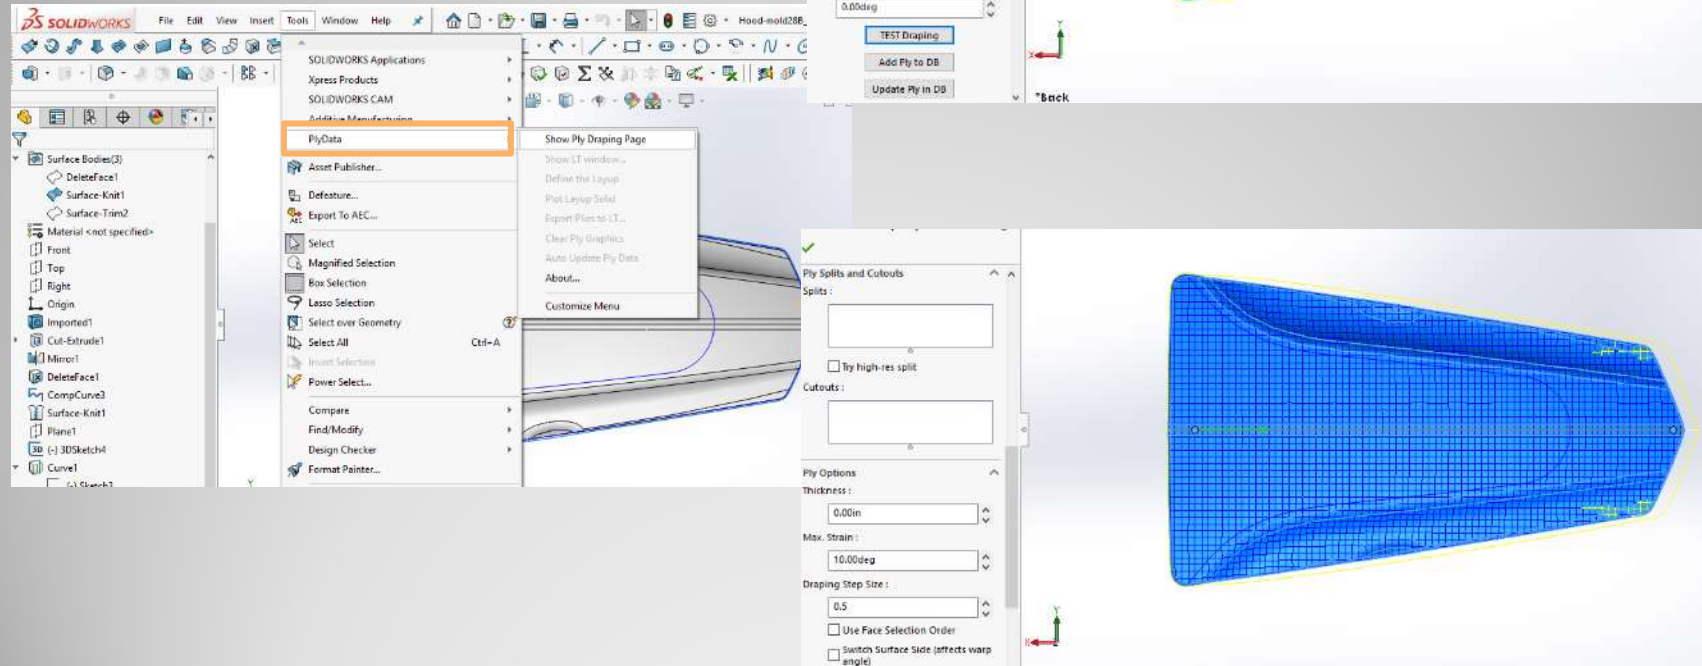 SOLIDWORKS File Edit View Insert Tools Window Help Hood-mold28B_
SOLIDWORKS Applications
Xpress Products
SOLIDWORKS CAM
Additive Manufacturing
PlyData
Asset Publisher...
Defeature...
Export To AEC...
Select
Magnified Selection
Box Selection
Lasso Selection
Select over Geometry
Select All Ctrl+A
Invert Selection
Power Select...
Compare
Find/Modify
Design Checker
Format Painter...
Show Ply Draping Page
Show LT window...
Define the Layup
Plot Layup Solid
Export Plies to LT...
Clear Ply Graphics
Auto Update Ply Data
About...
Customize Menu
Surface Bodies(3)
DeleteFace1
Surface-Knit1
Surface-Trim2
Material <not specified>
Front
Top
Right
Origin
Imported1
Cut-Extrude1
Mirror1
DeleteFace1
CompCurve3
Surface-Knit1
Plane1
3D (-) 3DSketch4
Curve1
(-) Sketch3
Y
0.00deg
TEST Draping
Add Ply to DB
Update Ply in DB
X
*Back
Ply Splits and Cutouts
Splits :
Try high-res split
Cutouts :
Ply Options
Thickness :
0.00in
Max. Strain :
10.00deg
Draping Step Size :
0.5
Use Face Selection Order
Switch Surface Side (affects warp
angle)
Y
X